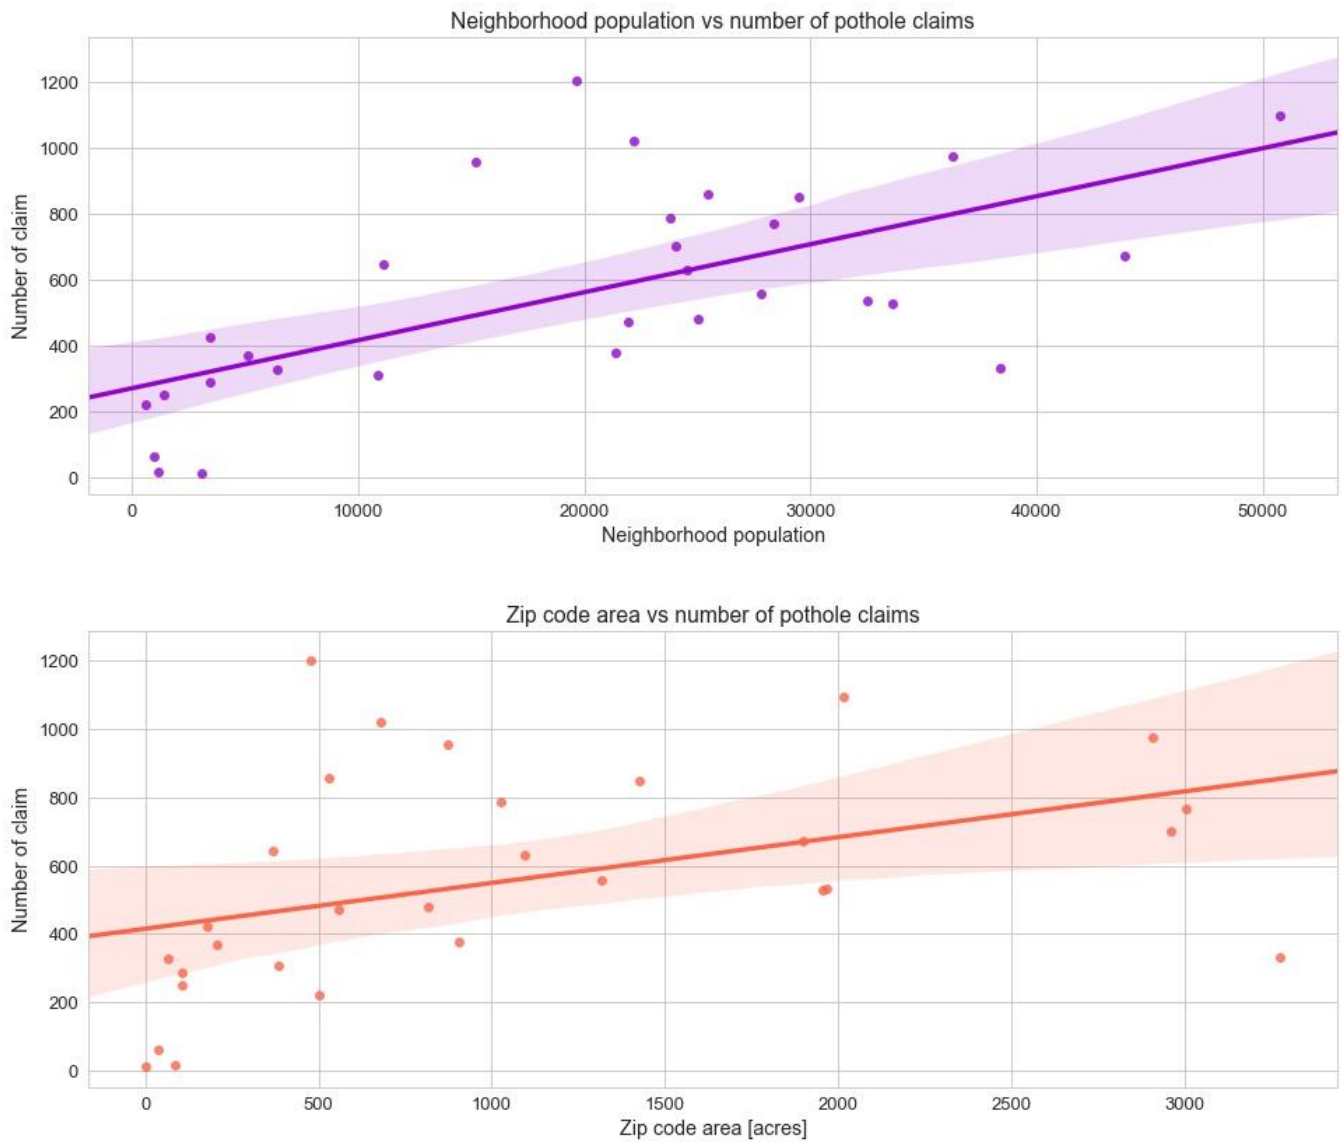 Neighborhood population vs number of pothole claims
1200
1000
800
600
400
200
0
Number of claim
0 10000 20000 30000 40000 50000
Neighborhood population
Zip code area vs number of pothole claims
1200
1000
800
600
400
200
0
Number of claim
0 500 1000 1500 2000 2500 3000
Zip code area [acres]